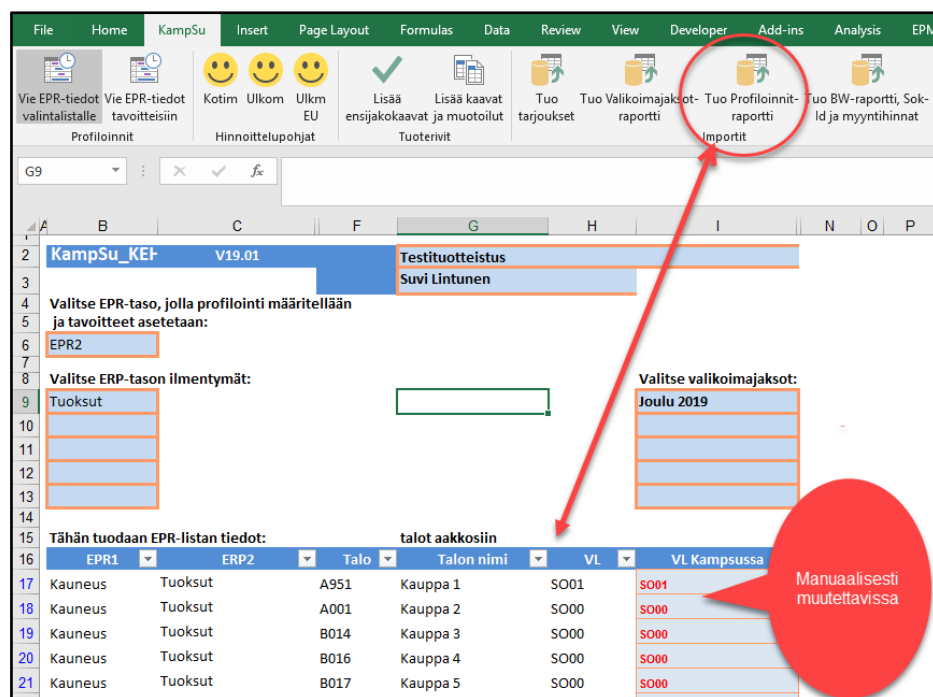 File Home KampSu Insert Page Layout Formulas Data Review View Developer Add-ins Analysis EPM
Vie EPR-tiedot valintalistalle
Vie EPR-tiedot tavoitteisiin
Kotim
Ulkom
Ulkm EU
Lisää ensijakokaavat
Lisää kaavat ja muotoilut
Tuo tarjoukset
Tuo Valikoimajaksot-raportti
Tuo Profiloinnit-raportti
Tuo BW-raportti, Sok-Id ja myyntihinnat
Profiloinnit Hinnoittelupohjat Tuoterivit Importit
G9 fx
A B C F G H I N O P
2 KampSu_KEH V19.01 Testituotteistus
3 Suvi Lintunen
4 Valitse EPR-taso, jolla profilointi määritellään
5 ja tavoitteet asetetaan:
6 EPR2
7
8 Valitse ERP-tason ilmentymät: Valitse valikoimajaksot:
9 Tuoksut Joulu 2019
10 -
11
12
13
14
15 Tähän tuodaan EPR-listan tiedot: talot aakkosiin
16 EPR1 ERP2 Talo Talon nimi VL VL Kampsussa
17 Kauneus Tuoksut A951 Kauppa 1 SO01 SO01
18 Kauneus Tuoksut A001 Kauppa 2 SO00 SO00
19 Kauneus Tuoksut B014 Kauppa 3 SO00 SO00
20 Kauneus Tuoksut B016 Kauppa 4 SO00 SO00
21 Kauneus Tuoksut B017 Kauppa 5 SO00 SO00
Manuaalisesti
muutettavissa